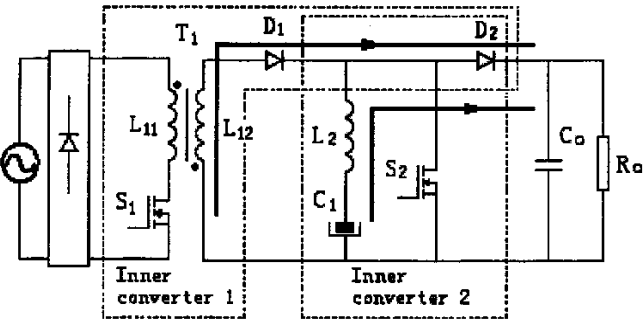 T1
D1
D2
L11
L12
L2
S2
Co
Ro
S1
C1
Inner
converter 1
Inner
converter 2